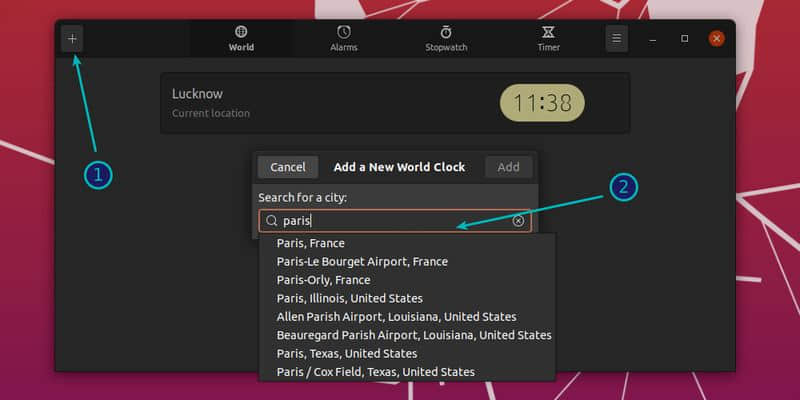 +
World
Alarms
Stopwatch
Timer
Lucknow
Current location
11:38
1
Cancel
Add a New World Clock
Add
2
Search for a city:
paris
Paris, France
Paris-Le Bourget Airport, France
Paris-Orly, France
Paris, Illinois, United States
Allen Parish Airport, Louisiana, United States
Beauregard Parish Airport, Louisiana, United States
Paris, Texas, United States
Paris / Cox Field, Texas, United States